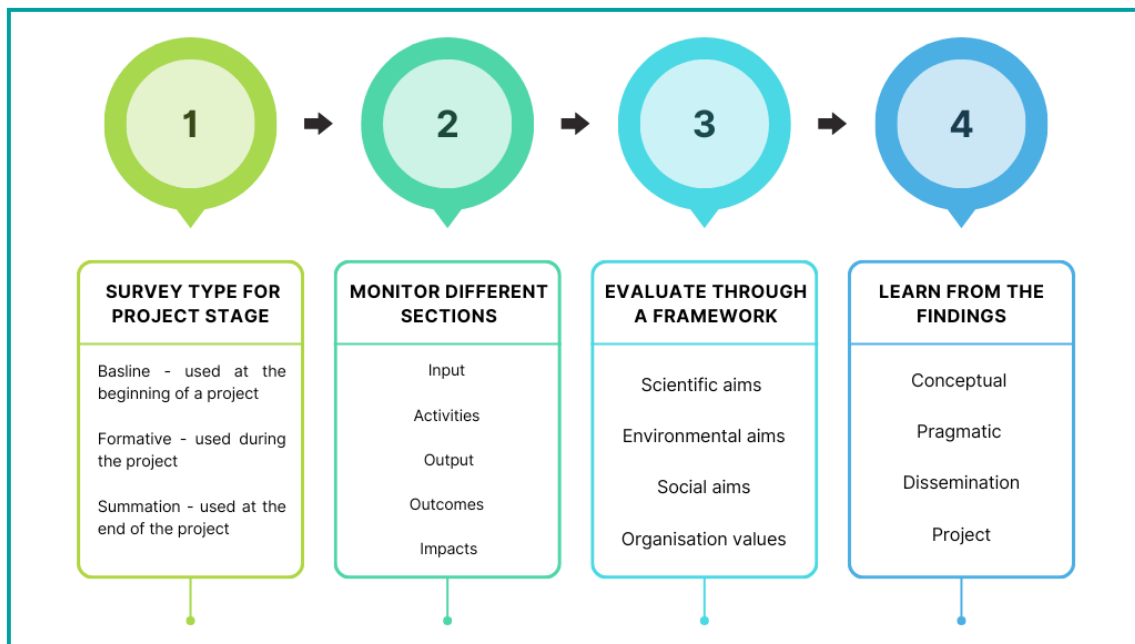 1
2
3
4
SURVEY TYPE FOR
PROJECT STAGE
Basline - used at the
beginning of a project
Formative - used during
the project
Summation - used at the
end of the project
MONITOR DIFFERENT
SECTIONS
Input
Activities
Output
Outcomes
Impacts
EVALUATE THROUGH
A FRAMEWORK
Scientific aims
Environmental aims
Social aims
Organisation values
LEARN FROM THE
FINDINGS
Conceptual
Pragmatic
Dissemination
Project